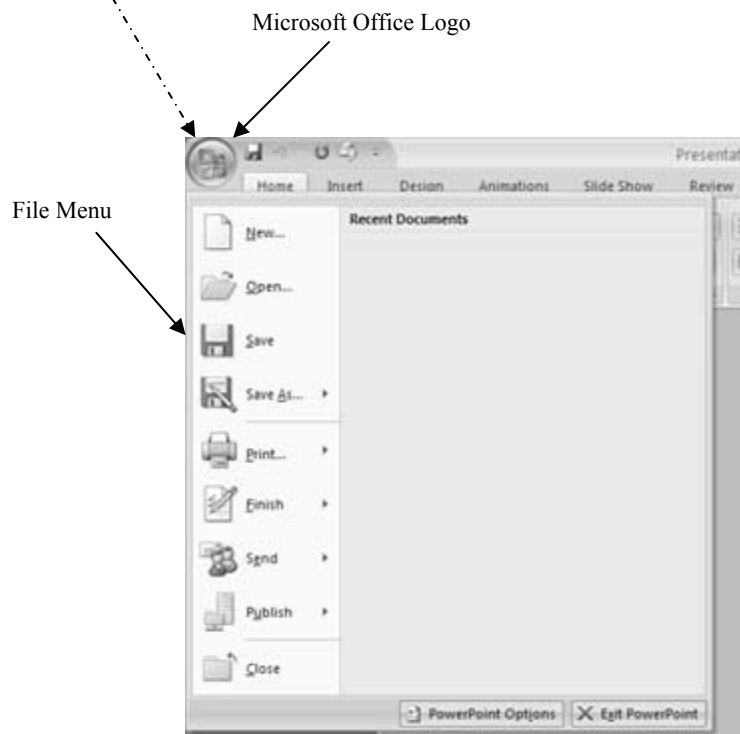 Microsoft Office Logo
Presentat
Home Insert Design Animations Slide Show Review
File Menu
Recent Documents
New...
Open...
Save
Save As...
Print...
Finish
Send
Publish
Close
PowerPoint Options Exit PowerPoint